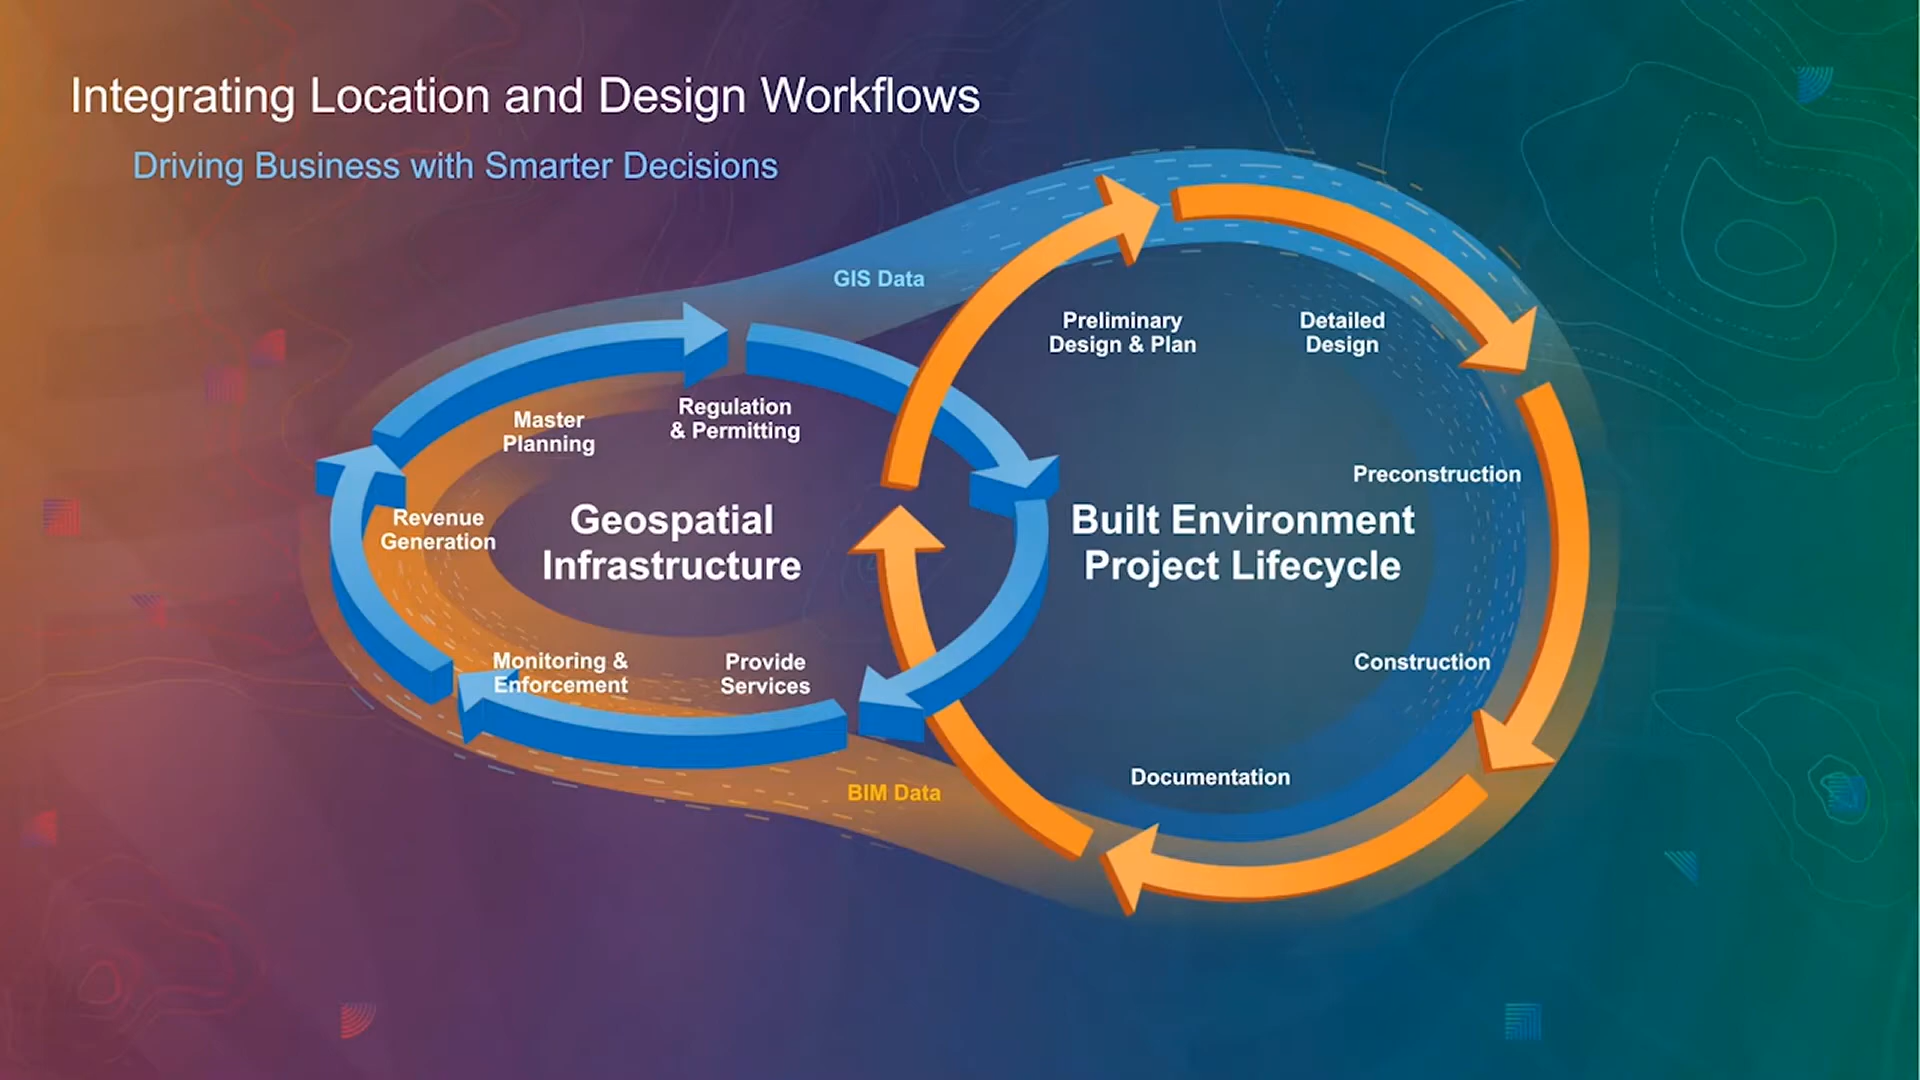 Integrating Location and Design Workflows
Driving Business with Smarter Decisions
GIS Data
Preliminary
Design & Plan
Detailed
Design
Master
Planning
Regulation
& Permitting
Preconstruction
Revenue
Generation
Geospatial
Infrastructure
Built Environment
Project Lifecycle
Monitoring &
Enforcement
Provide
Services
Construction
Documentation
BIM Data